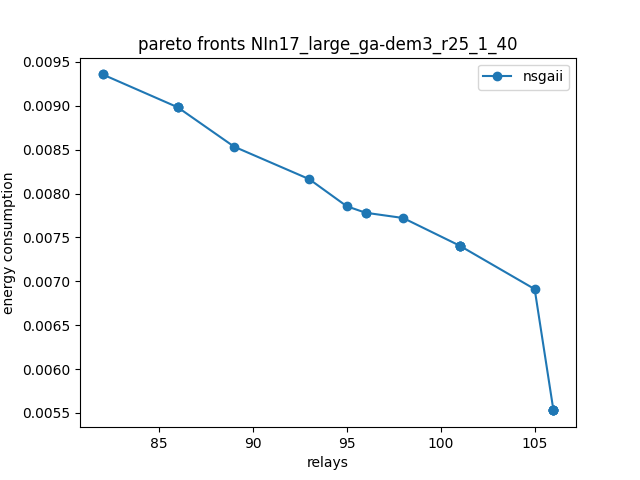 pareto fronts NIn17_large_ga-dem3_r25_1_40
nsgaii
energy consumption
0.0095
0.0090
0.0085
0.0080
0.0075
0.0070
0.0065
0.0060
0.0055
85 90 95 100 105
relays